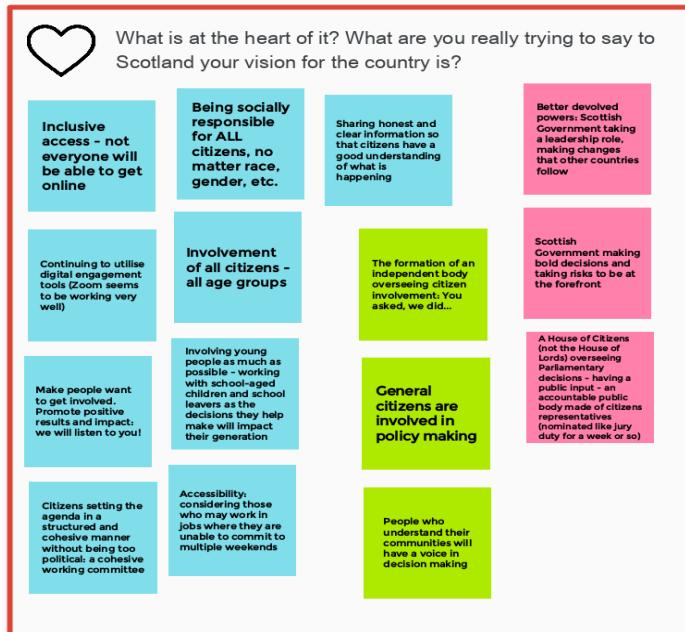 What is at the heart of it? What are you really trying to say to
Scotland your vision for the country is?
Inclusive
access - not
everyone will
be able to get
online
Being socially
responsible
for ALL
citizens, no
matter race,
gender, etc.
Sharing honest and
clear information so
that citizens have a
good understanding
of what is
happening
Better devolved
powers: Scottish
Government taking
a leadership role,
making changes
that other countries
follow
Continuing to utilise
digital engagement
tools (Zoom seems
to be working very
well)
Involvement
of all citizens -
all age groups
The formation of an
independent body
overseeing citizen
involvement: You
asked, we did...
Scottish
Government making
bold decisions and
taking risks to be at
the forefront
Make people want
to get involved.
Promote positive
results and impact:
we will listen to you!
Involving young
people as much as
possible - working
with school-aged
children and school
leavers as the
decisions they help
make will impact
their generation
General
citizens are
involved in
policy making
A House of Citizens
(not the House of
Lords) overseeing
Parliamentary
decisions - having a
public input - an
accountable public
body made of citizens
representatives
(nominated like jury
duty for a week or so)
Citizens setting the
agenda in a
structured and
cohesive manner
without being too
political: a cohesive
working committee
Accessibility:
considering those
who may work in
jobs where they are
unable to commit to
multiple weekends
People who
understand their
communities will
have a voice in
decision making